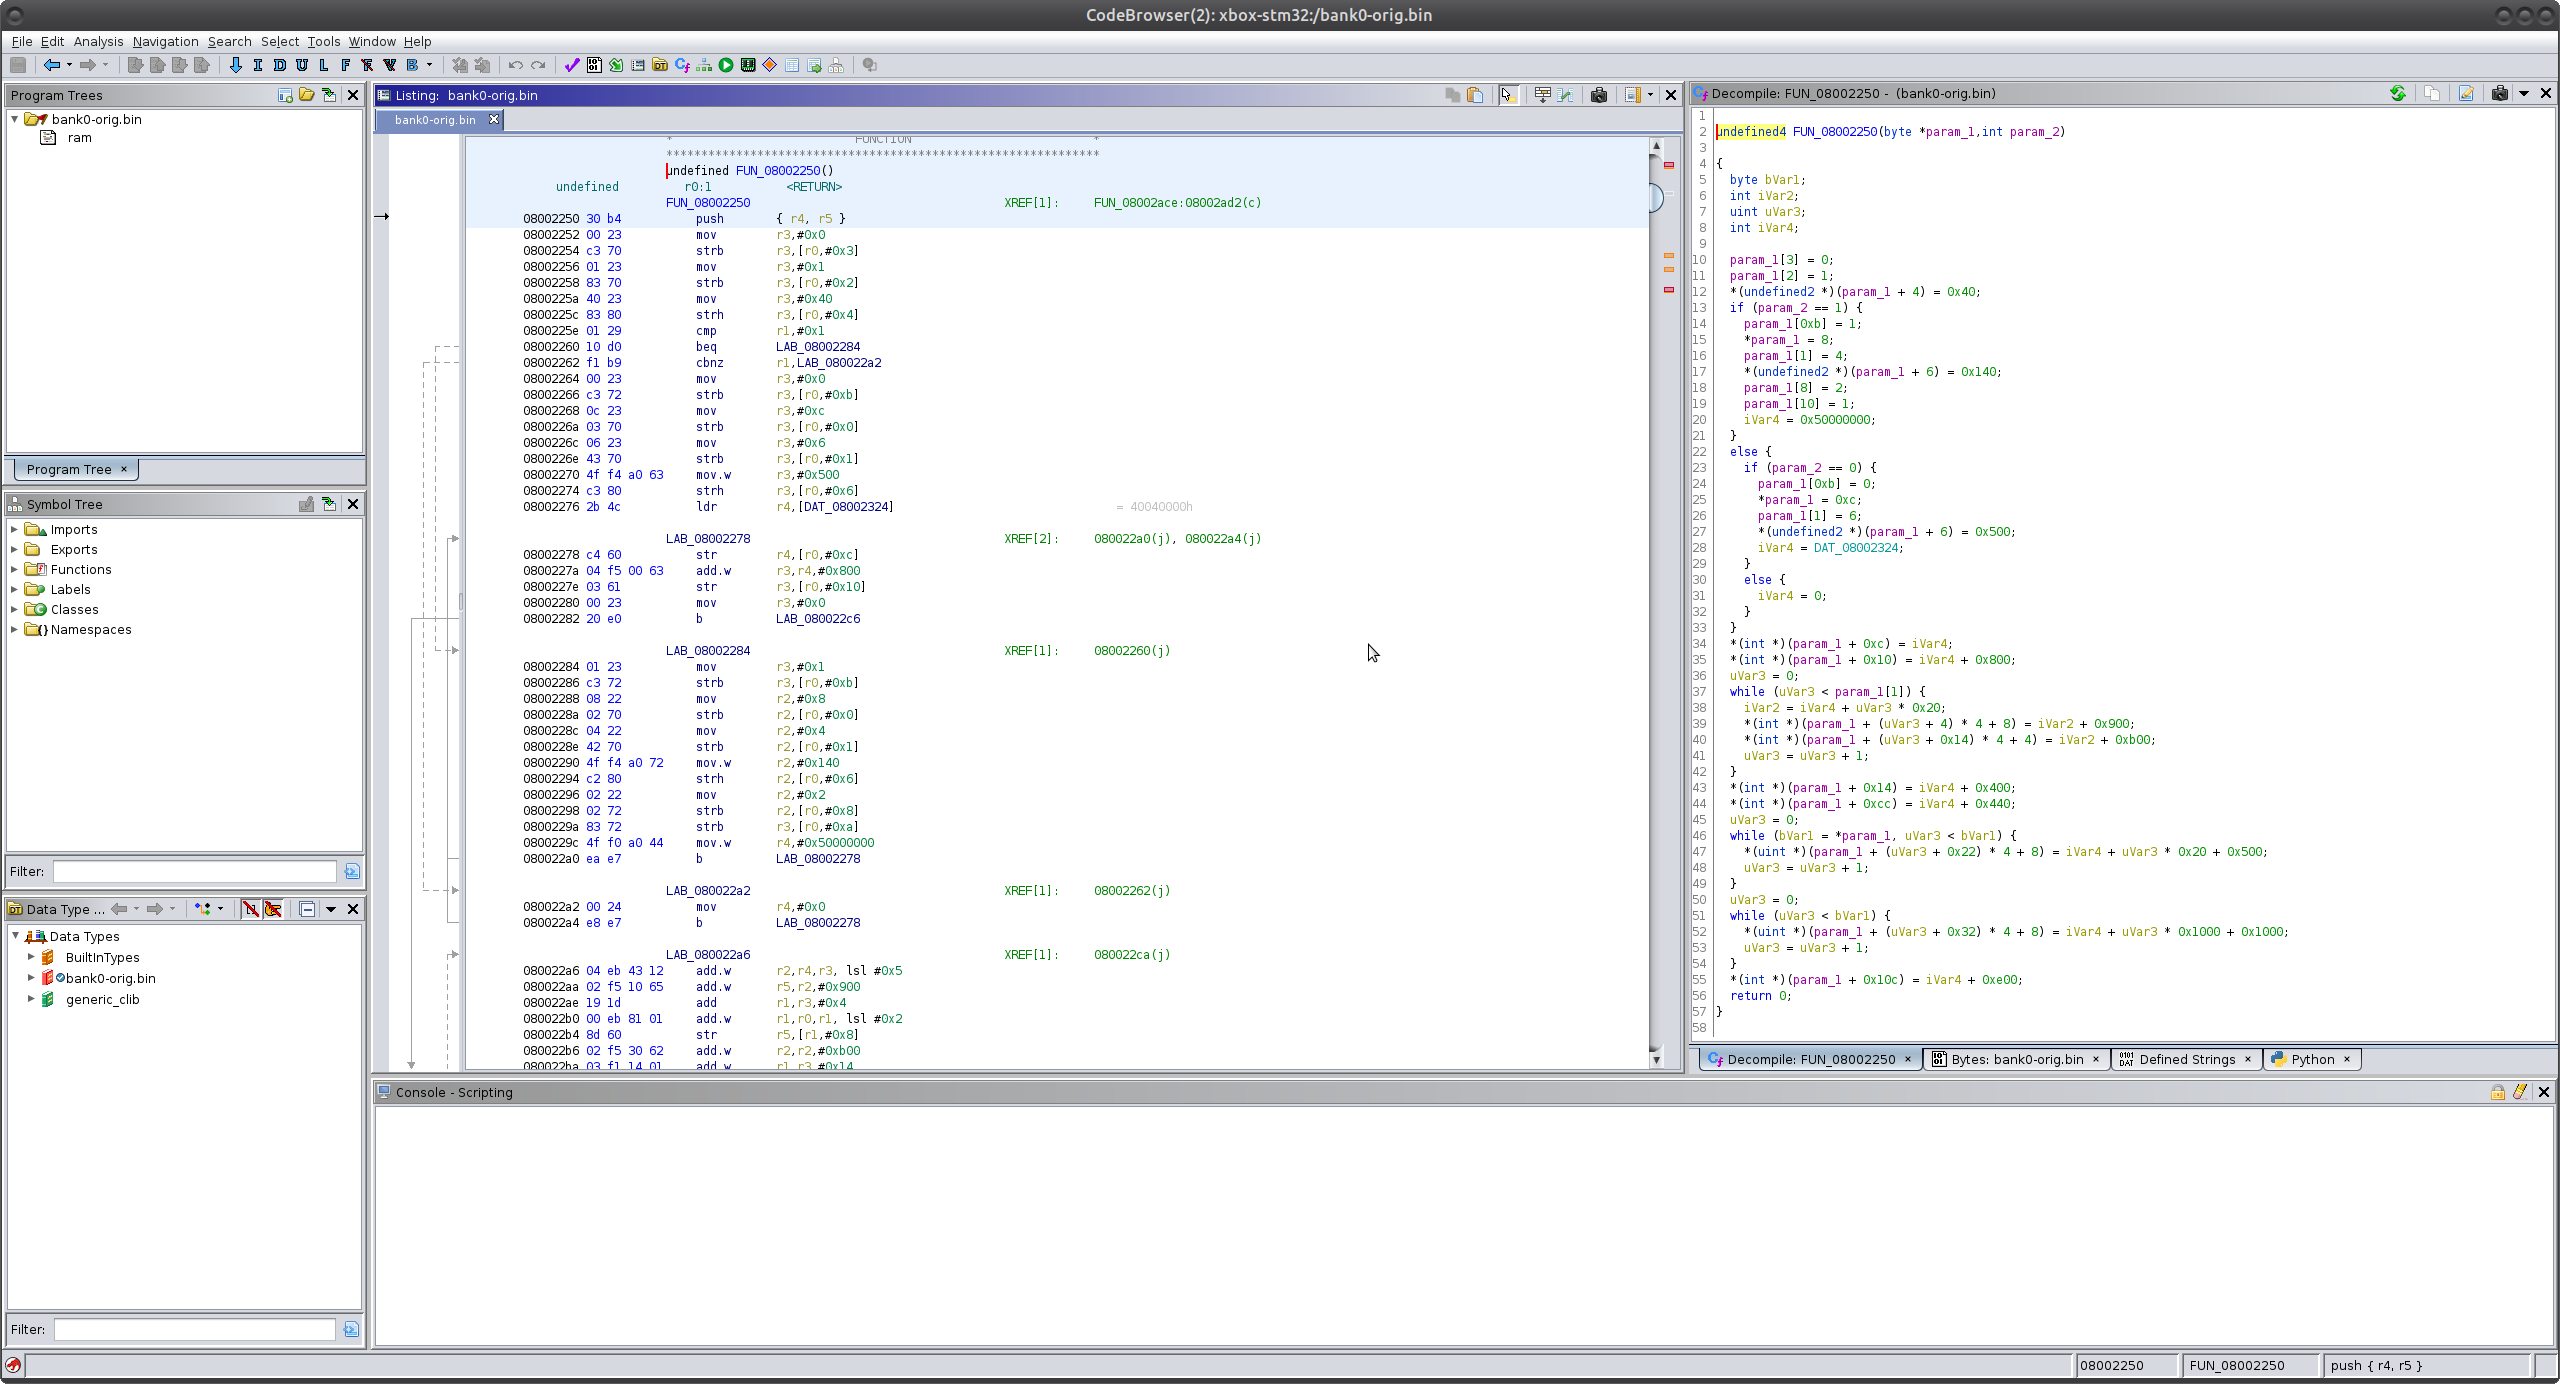 CodeBrowser(2): xbox-stm32:/bank0-orig.bin
File Edit Analysis Navigation Search Select Tools Window Help
I D U L F F V B
Program Trees
bank0-orig.bin
ram
Program Tree ×
Symbol Tree
Imports
Exports
Functions
Labels
Classes
Namespaces
Filter:
Data Type ...
Data Types
BuiltInTypes
bank0-orig.bin
generic_clib
Filter:
Listing: bank0-orig.bin
bank0-orig.bin
* FUNCTION *
**************************************************************
undefined FUN_08002250()
undefined r0:1 <RETURN>
FUN_08002250 XREF[1]: FUN_08002ace:08002ad2(c)
08002250 30 b4 push { r4, r5 }
08002252 00 23 mov r3,#0x0
08002254 c3 70 strb r3,[r0,#0x3]
08002256 01 23 mov r3,#0x1
08002258 83 70 strb r3,[r0,#0x2]
0800225a 40 23 mov r3,#0x40
0800225c 83 80 strh r3,[r0,#0x4]
0800225e 01 29 cmp r1,#0x1
08002260 10 d0 beq LAB_08002284
08002262 f1 b9 cbnz r1,LAB_080022a2
08002264 00 23 mov r3,#0x0
08002266 c3 72 strb r3,[r0,#0xb]
08002268 0c 23 mov r3,#0xc
0800226a 03 70 strb r3,[r0,#0x0]
0800226c 06 23 mov r3,#0x6
0800226e 43 70 strb r3,[r0,#0x1]
08002270 4f f4 a0 63 mov.w r3,#0x500
08002274 c3 80 strh r3,[r0,#0x6]
08002276 2b 4c ldr r4,[DAT_08002324] = 40040000h
LAB_08002278 XREF[2]: 080022a0(j), 080022a4(j)
08002278 c4 60 str r4,[r0,#0xc]
0800227a 04 f5 00 63 add.w r3,r4,#0x800
0800227e 03 61 str r3,[r0,#0x10]
08002280 00 23 mov r3,#0x0
08002282 20 e0 b LAB_080022c6
LAB_08002284 XREF[1]: 08002260(j)
08002284 01 23 mov r3,#0x1
08002286 c3 72 strb r3,[r0,#0xb]
08002288 08 22 mov r2,#0x8
0800228a 02 70 strb r2,[r0,#0x0]
0800228c 04 22 mov r2,#0x4
0800228e 42 70 strb r2,[r0,#0x1]
08002290 4f f4 a0 72 mov.w r2,#0x140
08002294 c2 80 strh r2,[r0,#0x6]
08002296 02 22 mov r2,#0x2
08002298 02 72 strb r2,[r0,#0x8]
0800229a 83 72 strb r3,[r0,#0xa]
0800229c 4f f0 a0 44 mov.w r4,#0x50000000
080022a0 ea e7 b LAB_08002278
LAB_080022a2 XREF[1]: 08002262(j)
080022a2 00 24 mov r4,#0x0
080022a4 e8 e7 b LAB_08002278
LAB_080022a6 XREF[1]: 080022ca(j)
080022a6 04 eb 43 12 add.w r2,r4,r3, lsl #0x5
080022aa 02 f5 10 65 add.w r5,r2,#0x900
080022ae 19 1d add r1,r3,#0x4
080022b0 00 eb 81 01 add.w r1,r0,r1, lsl #0x2
080022b4 8d 60 str r5,[r1,#0x8]
080022b6 02 f5 30 62 add.w r2,r2,#0xb00
080022ba 03 f1 14 01 add.w r1,r3,#0x14
Decompile: FUN_08002250 - (bank0-orig.bin)
1
2 undefined4 FUN_08002250(byte *param_1,int param_2)
3
4 {
5 byte bVar1;
6 int iVar2;
7 uint uVar3;
8 int iVar4;
9
10 param_1[3] = 0;
11 param_1[2] = 1;
12 *(undefined2 *)(param_1 + 4) = 0x40;
13 if (param_2 == 1) {
14 param_1[0xb] = 1;
15 *param_1 = 8;
16 param_1[1] = 4;
17 *(undefined2 *)(param_1 + 6) = 0x140;
18 param_1[8] = 2;
19 param_1[10] = 1;
20 iVar4 = 0x50000000;
21 }
22 else {
23 if (param_2 == 0) {
24 param_1[0xb] = 0;
25 *param_1 = 0xc;
26 param_1[1] = 6;
27 *(undefined2 *)(param_1 + 6) = 0x500;
28 iVar4 = DAT_08002324;
29 }
30 else {
31 iVar4 = 0;
32 }
33 }
34 *(int *)(param_1 + 0xc) = iVar4;
35 *(int *)(param_1 + 0x10) = iVar4 + 0x800;
36 uVar3 = 0;
37 while (uVar3 < param_1[1]) {
38 iVar2 = iVar4 + uVar3 * 0x20;
39 *(int *)(param_1 + (uVar3 + 4) * 4 + 8) = iVar2 + 0x900;
40 *(int *)(param_1 + (uVar3 + 0x14) * 4 + 4) = iVar2 + 0xb00;
41 uVar3 = uVar3 + 1;
42 }
43 *(int *)(param_1 + 0x14) = iVar4 + 0x400;
44 *(int *)(param_1 + 0xcc) = iVar4 + 0x440;
45 uVar3 = 0;
46 while (bVar1 = *param_1, uVar3 < bVar1) {
47 *(uint *)(param_1 + (uVar3 + 0x22) * 4 + 8) = iVar4 + uVar3 * 0x20 + 0x500;
48 uVar3 = uVar3 + 1;
49 }
50 uVar3 = 0;
51 while (uVar3 < bVar1) {
52 *(uint *)(param_1 + (uVar3 + 0x32) * 4 + 8) = iVar4 + uVar3 * 0x1000 + 0x1000;
53 uVar3 = uVar3 + 1;
54 }
55 *(int *)(param_1 + 0x10c) = iVar4 + 0xe00;
56 return 0;
57 }
58
Decompile: FUN_08002250 × Bytes: bank0-orig.bin × Defined Strings × Python ×
Console - Scripting
08002250 FUN_08002250 push { r4, r5 }